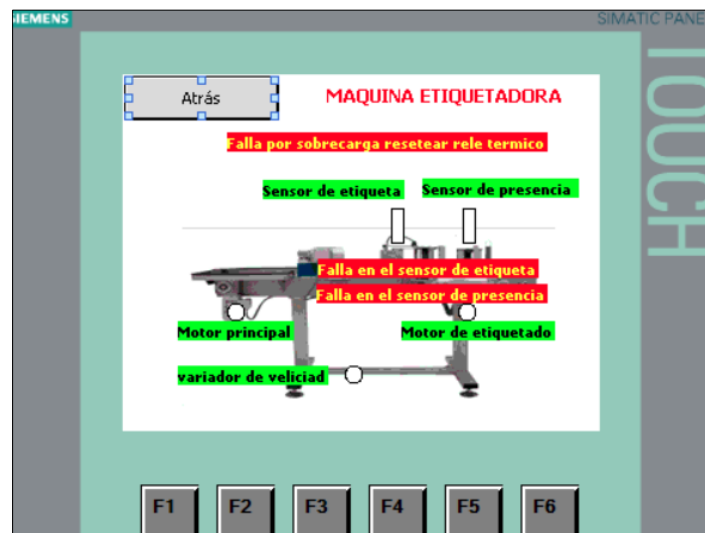 SIEMENS
SIMATIC PANE
TOUCH
Atrás
MAQUINA ETIQUETADORA
Falla por sobrecarga resetear rele termico
Sensor de etiqueta
Sensor de presencia
Falla en el sensor de etiqueta
Falla en el sensor de presencia
Motor principal
Motor de etiquetado
variador de veliciad
F1
F2
F3
F4
F5
F6